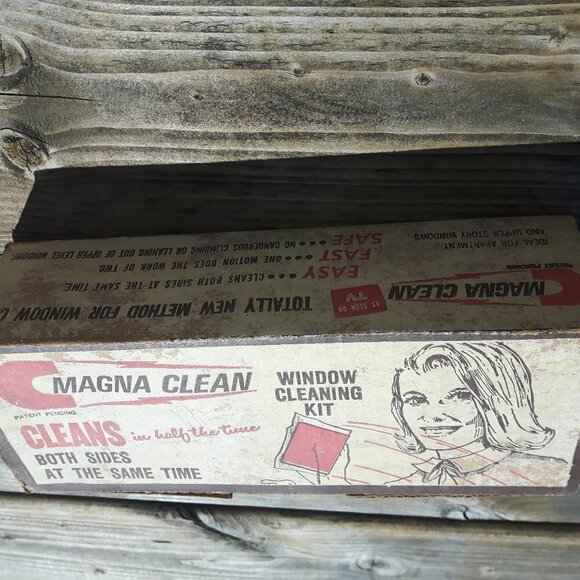 MAGNA CLEAN
PATENT PENDING
CLEANS in half the time
BOTH SIDES
AT THE SAME TIME
WINDOW
CLEANING
KIT
TOTALLY NEW METHOD FOR WINDOW
EASY •••• CLEANS BOTH SIDES AT THE SAME TIME
FAST •••• ONE MOTION DOES THE WORK OF TWO.
SAFE •••• NO DANGEROUS CLIMBING OR LEANING OUT OF UPPER LEVEL WINDOWS.
AS SEEN ON
TV
MAGNA CLEAN
PATENT PENDING
IDEAL FOR APARTMENT
AND UPPER STORY WINDOWS